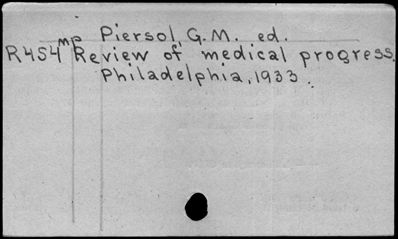 mp Piersol, G.M. ed.
R454 Review of medical progress.
Philadelphia, 1933.